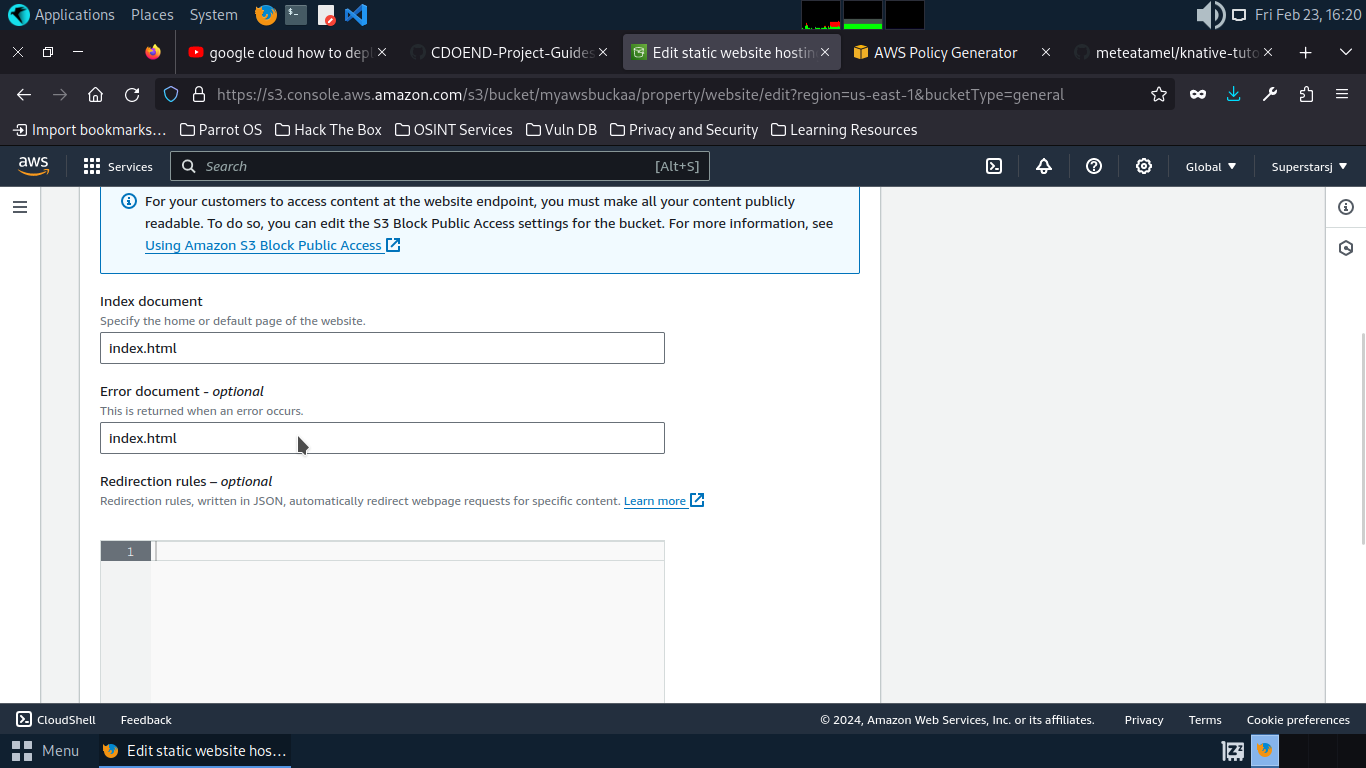 Applications Places System Fri Feb 23, 16:20
google cloud how to depl CDOEND-Project-Guides Edit static website hostin AWS Policy Generator meteatamel/knative-tuto
https://s3.console.aws.amazon.com/s3/bucket/myawsbuckaa/property/website/edit?region=us-east-1&bucketType=general
Import bookmarks… Parrot OS Hack The Box OSINT Services Vuln DB Privacy and Security Learning Resources
aws Services Search [Alt+S] Global Superstarsj
For your customers to access content at the website endpoint, you must make all your content publicly
readable. To do so, you can edit the S3 Block Public Access settings for the bucket. For more information, see
Using Amazon S3 Block Public Access
Index document
Specify the home or default page of the website.
index.html
Error document - optional
This is returned when an error occurs.
index.html
Redirection rules – optional
Redirection rules, written in JSON, automatically redirect webpage requests for specific content. Learn more
1
CloudShell Feedback © 2024, Amazon Web Services, Inc. or its affiliates. Privacy Terms Cookie preferences
Menu Edit static website hos...